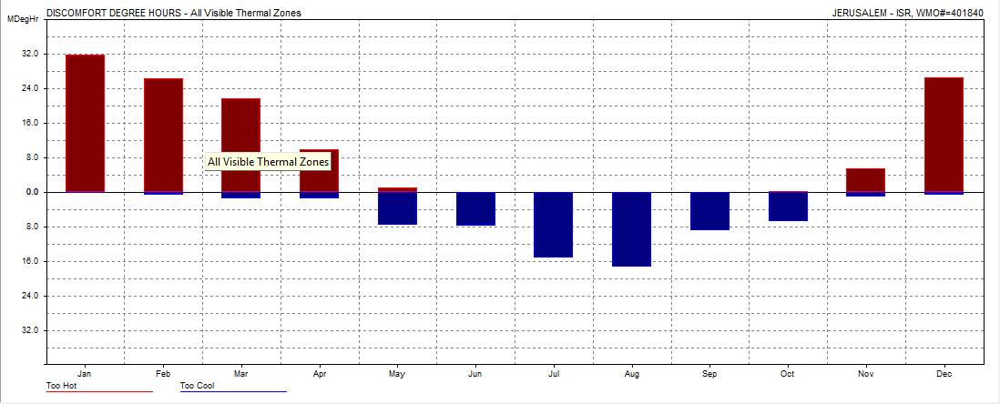 DISCOMFORT DEGREE HOURS - All Visible Thermal Zones
JERUSALEM - ISR, WMO#=401840
MDegHr
32.0
24.0
16.0
8.0
All Visible Thermal Zones
0.0
0.0
8.0
16.0
24.0
32.0
Jan Feb Mar Apr May Jun Jul Aug Sep Oct Nov Dec
Too Hot Too Cool